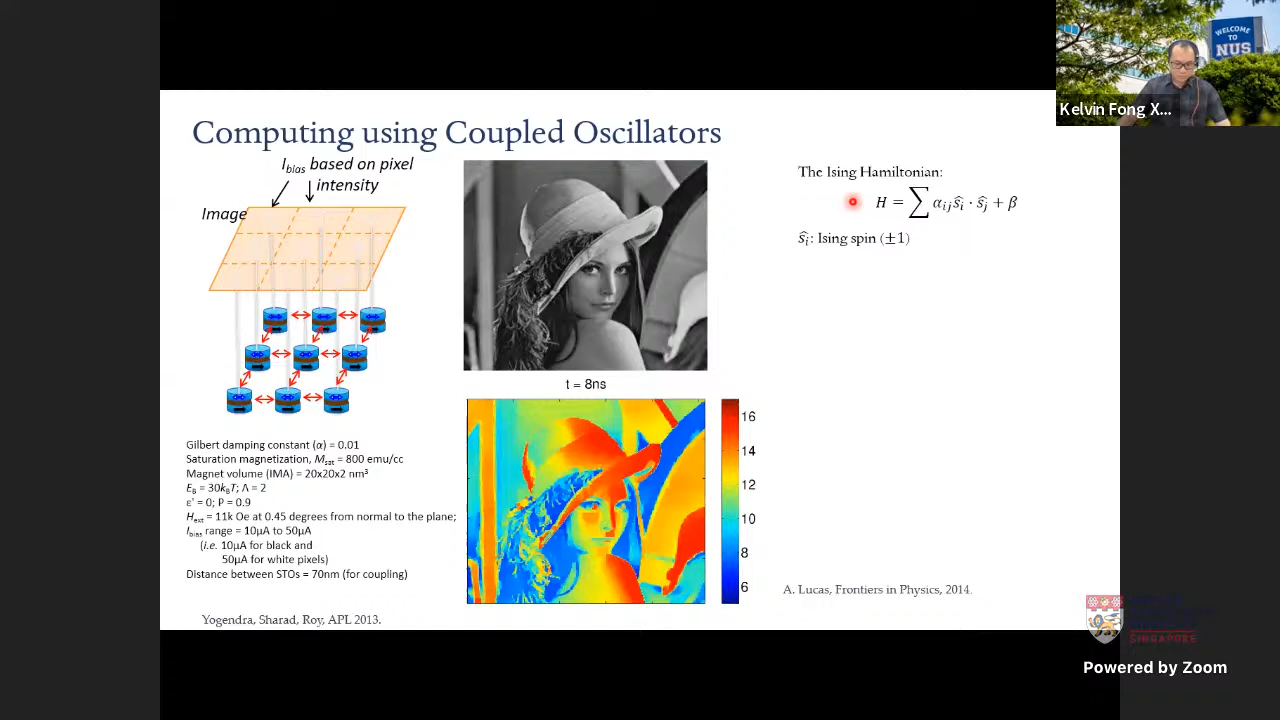 WELCOME
TO
NUS
Kelvin Fong X...
Computing using Coupled Oscillators
I_bias based on pixel
intensity
Image
t = 8ns
16
14
12
10
8
6
Gilbert damping constant (α) = 0.01
Saturation magnetization, M_sat = 800 emu/cc
Magnet volume (IMA) = 20x20x2 nm³
E_B = 30k_BT; Λ = 2
ε' = 0; P = 0.9
H_ext = 11k Oe at 0.45 degrees from normal to the plane;
I_bias range = 10μA to 50μA
(i.e. 10μA for black and
50μA for white pixels)
Distance between STOs = 70nm (for coupling)
Yogendra, Sharad, Roy, APL 2013.
The Ising Hamiltonian:
H = ∑ α_ij ŝ_i · ŝ_j + β
ŝ_i: Ising spin (±1)
A. Lucas, Frontiers in Physics, 2014.
SINGAPORE
Powered by Zoom